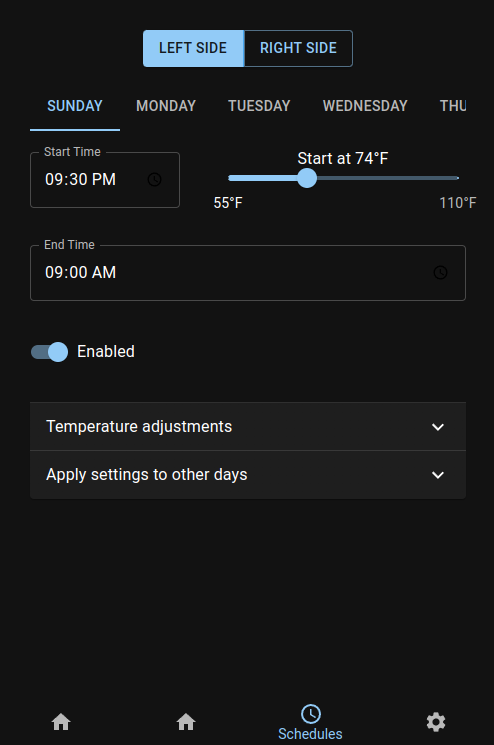 LEFT SIDE RIGHT SIDE
SUNDAY MONDAY TUESDAY WEDNESDAY THU
Start Time
09:30 PM
Start at 74°F
55°F 110°F
End Time
09:00 AM
Enabled
Temperature adjustments
Apply settings to other days
Schedules